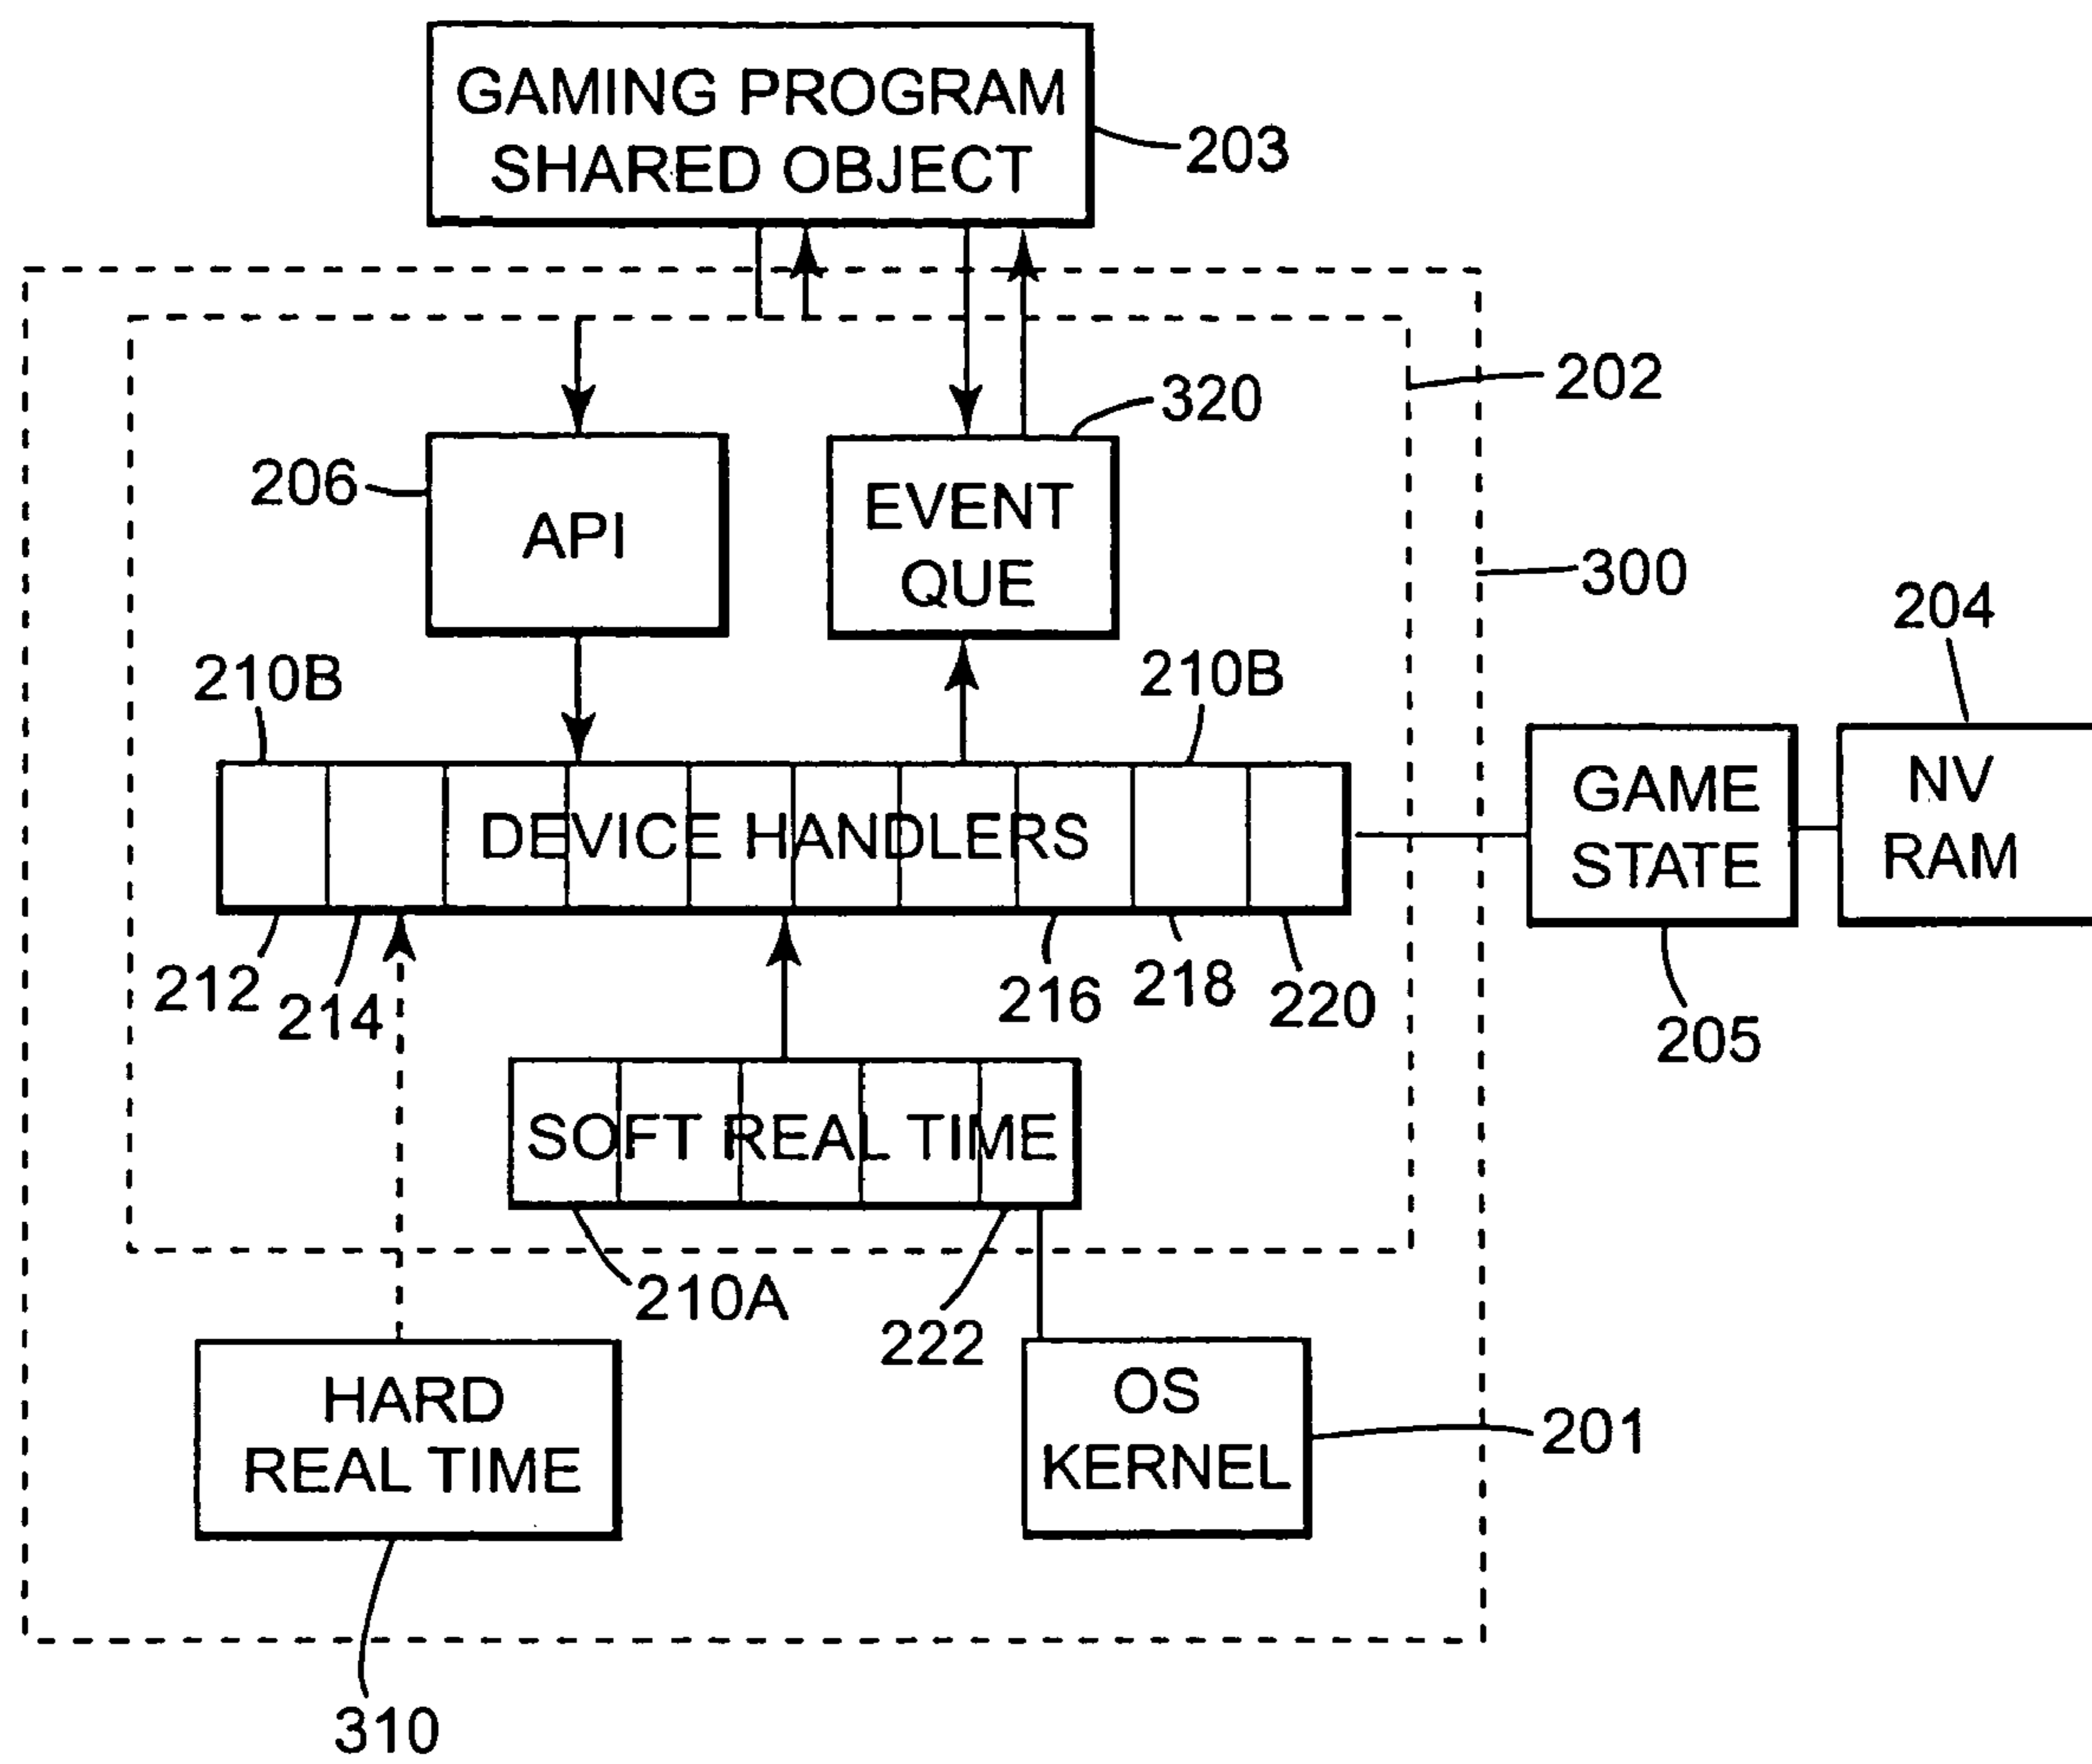 GAMING PROGRAM
SHARED OBJECT
203
202
320
206
API
EVENT
QUE
300
204
210B
210B
DEVICE HANDLERS
GAME
STATE
NV
RAM
212
214
216
218
220
205
SOFT REAL TIME
210A
222
HARD
REAL TIME
OS
KERNEL
201
310